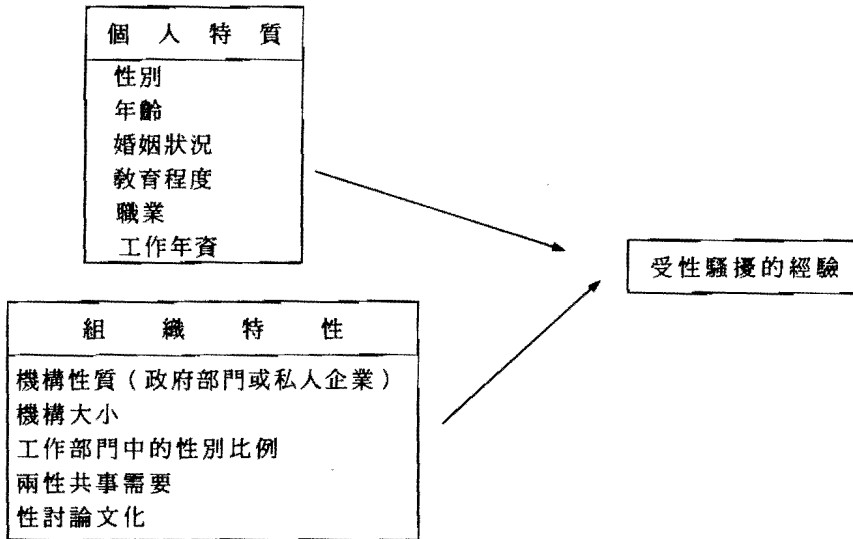 個人特質
性別
年齡
婚姻狀況
敎育程度
職業
工作年資
受性騷擾的經驗
組織特性
機構性質（政府部門或私人企業）
機構大小
工作部門中的性別比例
兩性共事需要
性討論文化